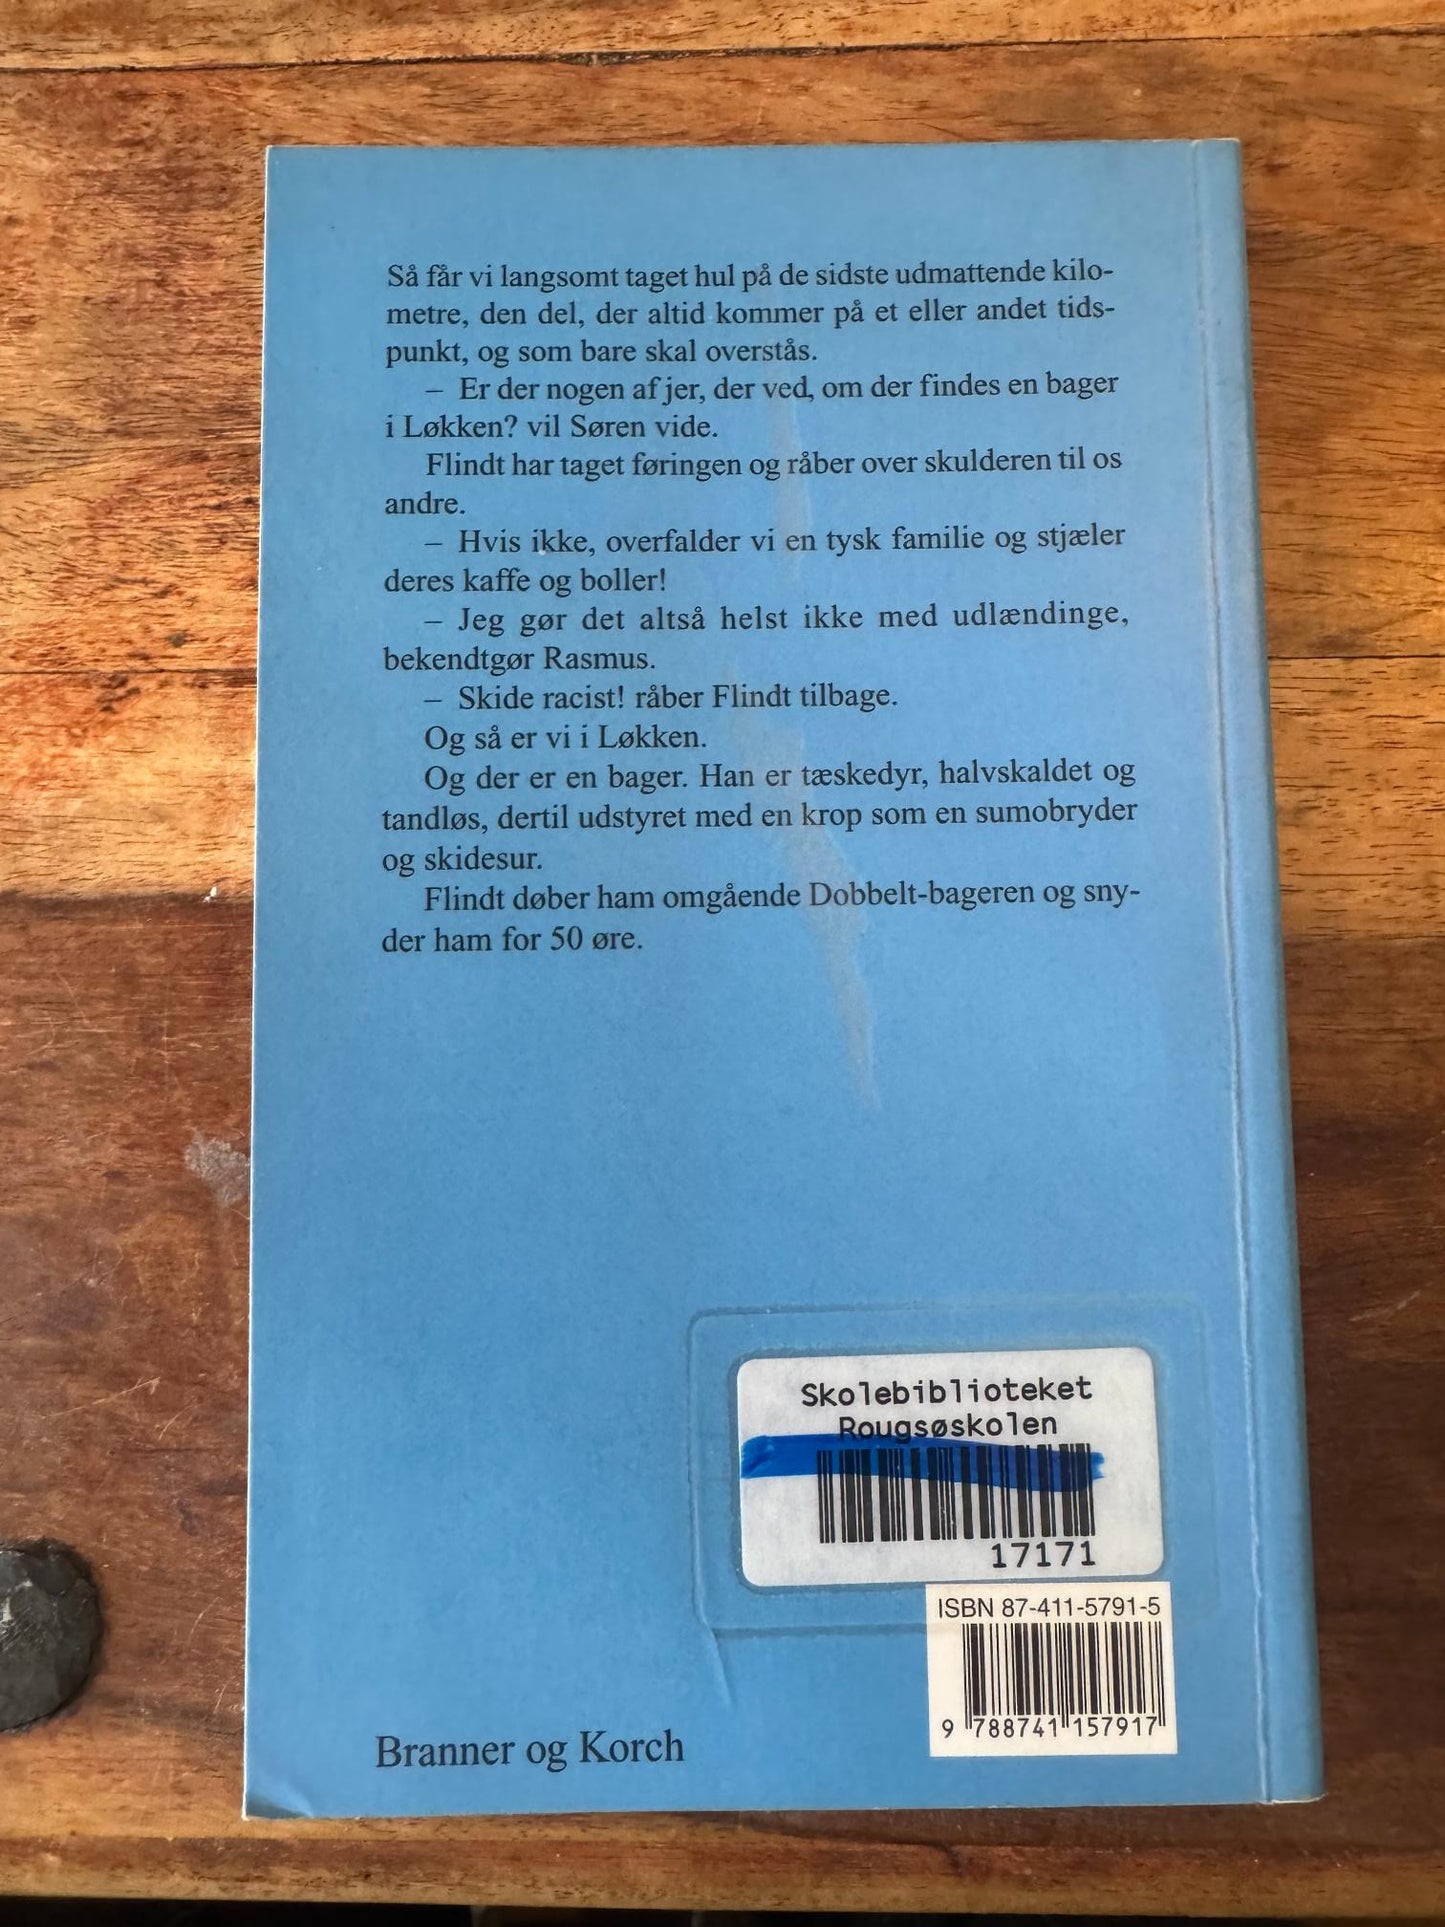 Så får vi langsomt taget hul på de sidste udmattende kilo-
metre, den del, der altid kommer på et eller andet tids-
punkt, og som bare skal overstås.
– Er der nogen af jer, der ved, om der findes en bager
i Løkken? vil Søren vide.
Flindt har taget føringen og råber over skulderen til os
andre.
– Hvis ikke, overfalder vi en tysk familie og stjæler
deres kaffe og boller!
– Jeg gør det altså helst ikke med udlændinge,
bekendtgør Rasmus.
– Skide racist! råber Flindt tilbage.
Og så er vi i Løkken.
Og der er en bager. Han er tæskedyr, halvskaldet og
tandløs, dertil udstyret med en krop som en sumobryder
og skidesur.
Flindt døber ham omgående Dobbelt-bageren og sny-
der ham for 50 øre.
Skolebiblioteket
Rougsøskolen
17171
ISBN 87-411-5791-5
9 788741 157917
Branner og Korch